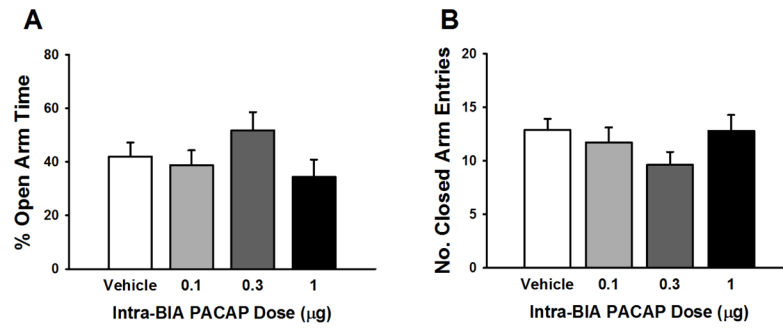 A
% Open Arm Time
80
60
40
20
0
Vehicle 0.1 0.3 1
Intra-BIA PACAP Dose (μg)
B
No. Closed Arm Entries
20
15
10
5
0
Vehicle 0.1 0.3 1
Intra-BIA PACAP Dose (μg)